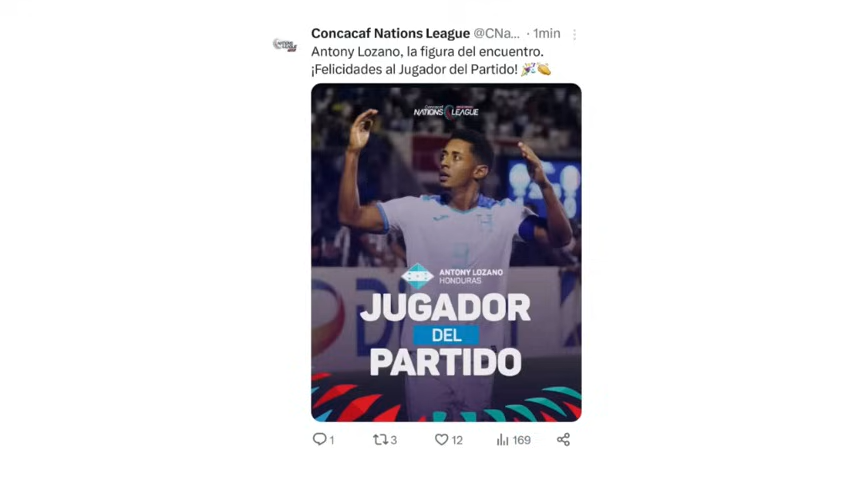 Concacaf Nations League @CNa... · 1min
Antony Lozano, la figura del encuentro.
¡Felicidades al Jugador del Partido! 🎉👏
Concacaf
NATIONS LEAGUE
ANTONY LOZANO
HONDURAS
JUGADOR
DEL
PARTIDO
1 3 12 169